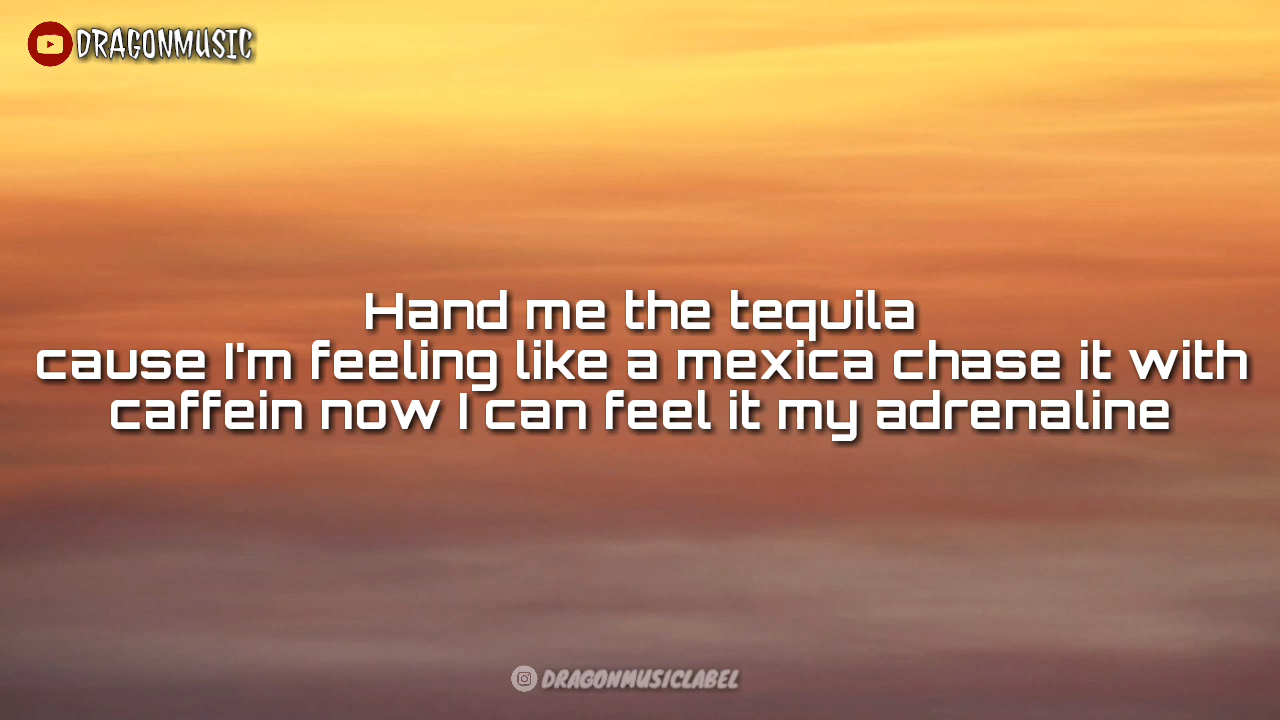 DRAGONMUSIC
Hand me the tequila
cause I'm feeling like a mexica chase it with
caffein now I can feel it my adrenaline
DRAGONMUSICLABEL